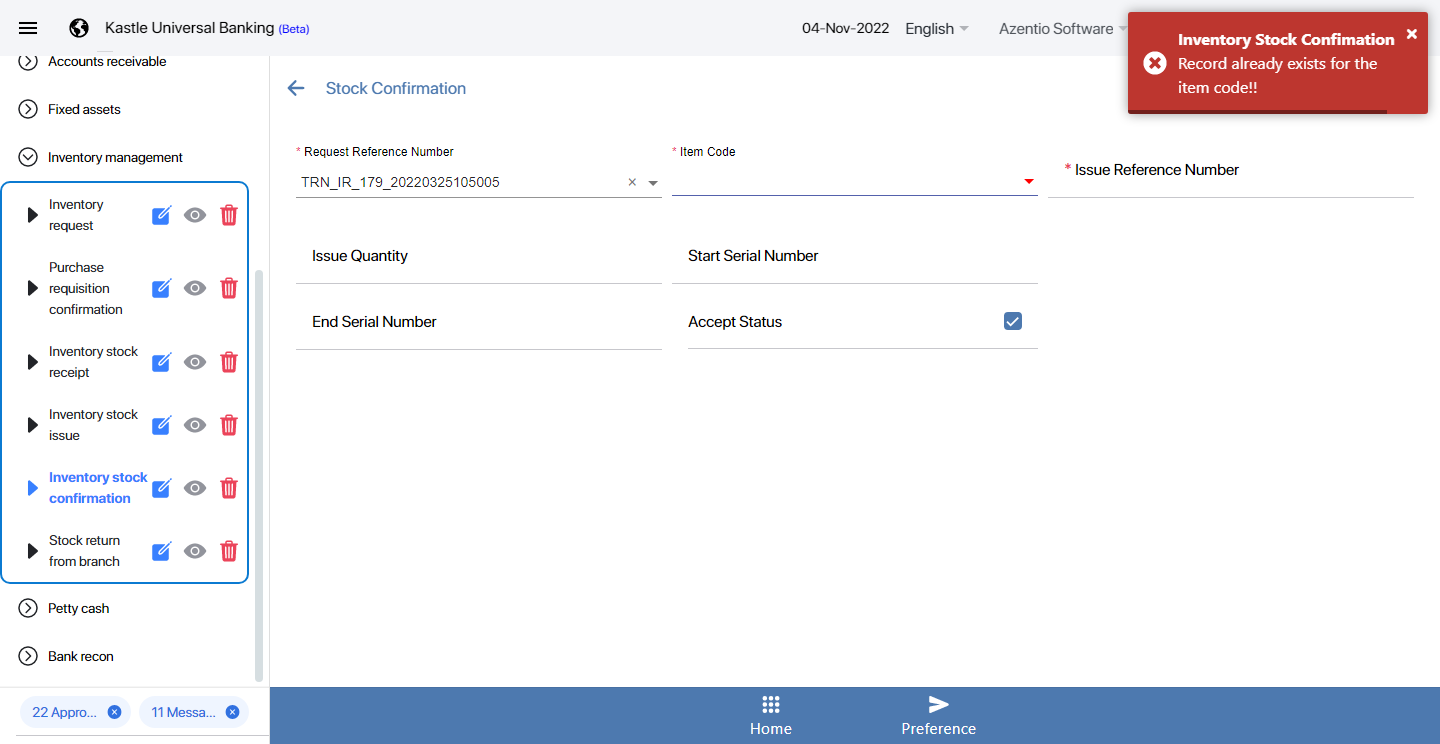 Kastle Universal Banking (Beta)
04-Nov-2022
English
Azentio Software
Inventory Stock Confimation
Record already exists for the
item code!!
Accounts receivable
Fixed assets
Inventory management
Inventory
request
Purchase
requisition
confirmation
Inventory stock
receipt
Inventory stock
issue
Inventory stock
confirmation
Stock return
from branch
Petty cash
Bank recon
22 Appro...
11 Messa...
Stock Confirmation
* Request Reference Number
TRN_IR_179_20220325105005
* Item Code
* Issue Reference Number
Issue Quantity
Start Serial Number
End Serial Number
Accept Status
Home
Preference